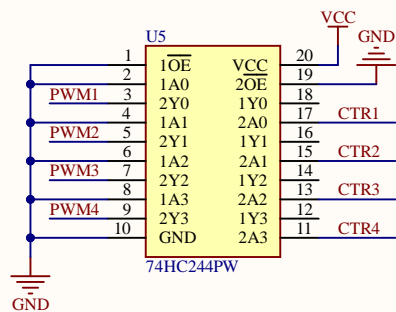 VCC
GND
U5
1 1OE VCC 20
2 1A0 2OE 19
PWM1 3 2Y0 1Y0 18
4 1A1 2A0 17 CTR1
PWM2 5 2Y1 1Y1 16
6 1A2 2A1 15 CTR2
PWM3 7 2Y2 1Y2 14
8 1A3 2A2 13 CTR3
PWM4 9 2Y3 1Y3 12
10 GND 2A3 11 CTR4
74HC244PW
GND